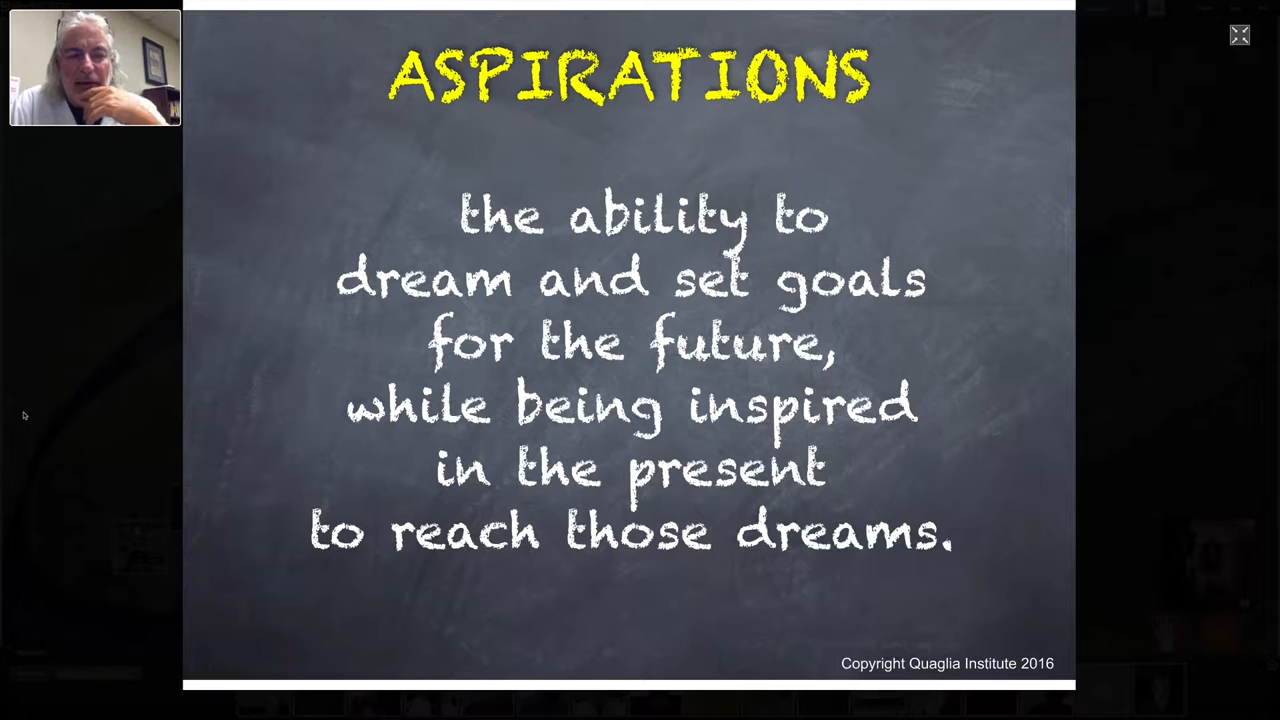 ASPIRATIONS
the ability to
dream and set goals
for the future,
while being inspired
in the present
to reach those dreams.
Copyright Quaglia Institute 2016